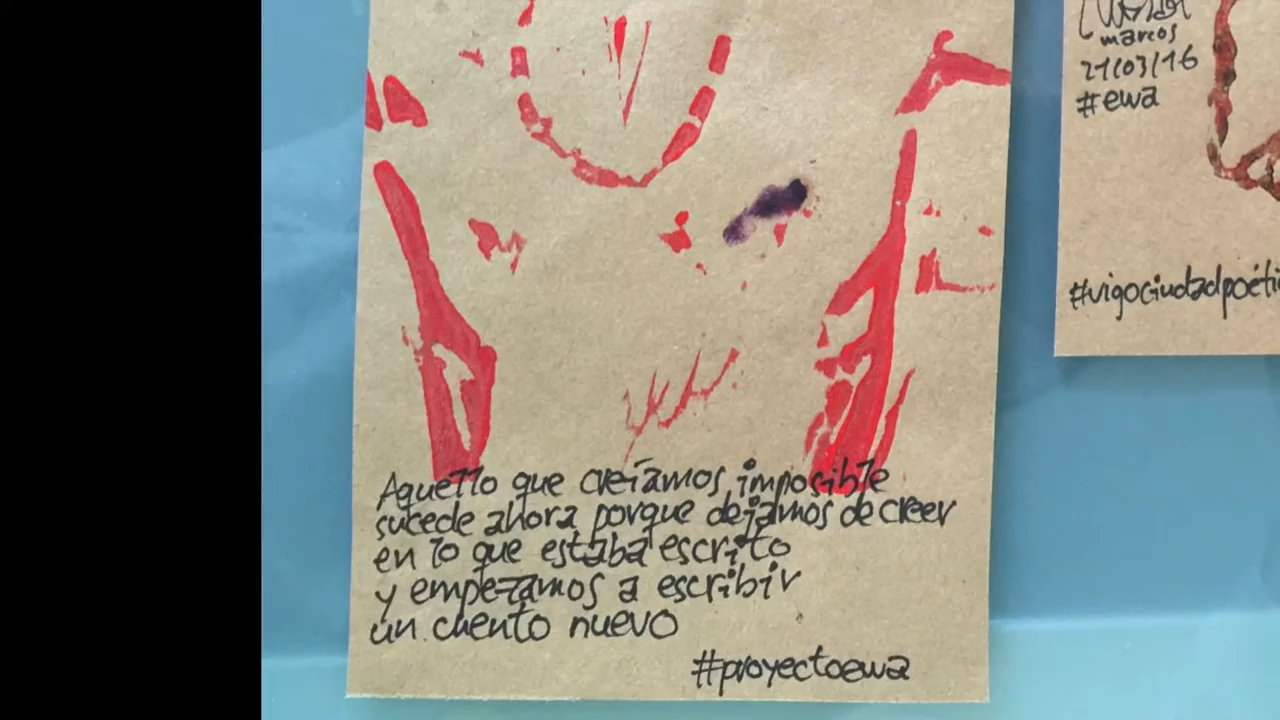 Aquello que creíamos imposible
sucede ahora porque dejamos de creer
en lo que estaba escrito
y empezamos a escribir
un cuento nuevo
#proyectoewa
marcos
21/03/16
#ewa
#vigociudadpoéti